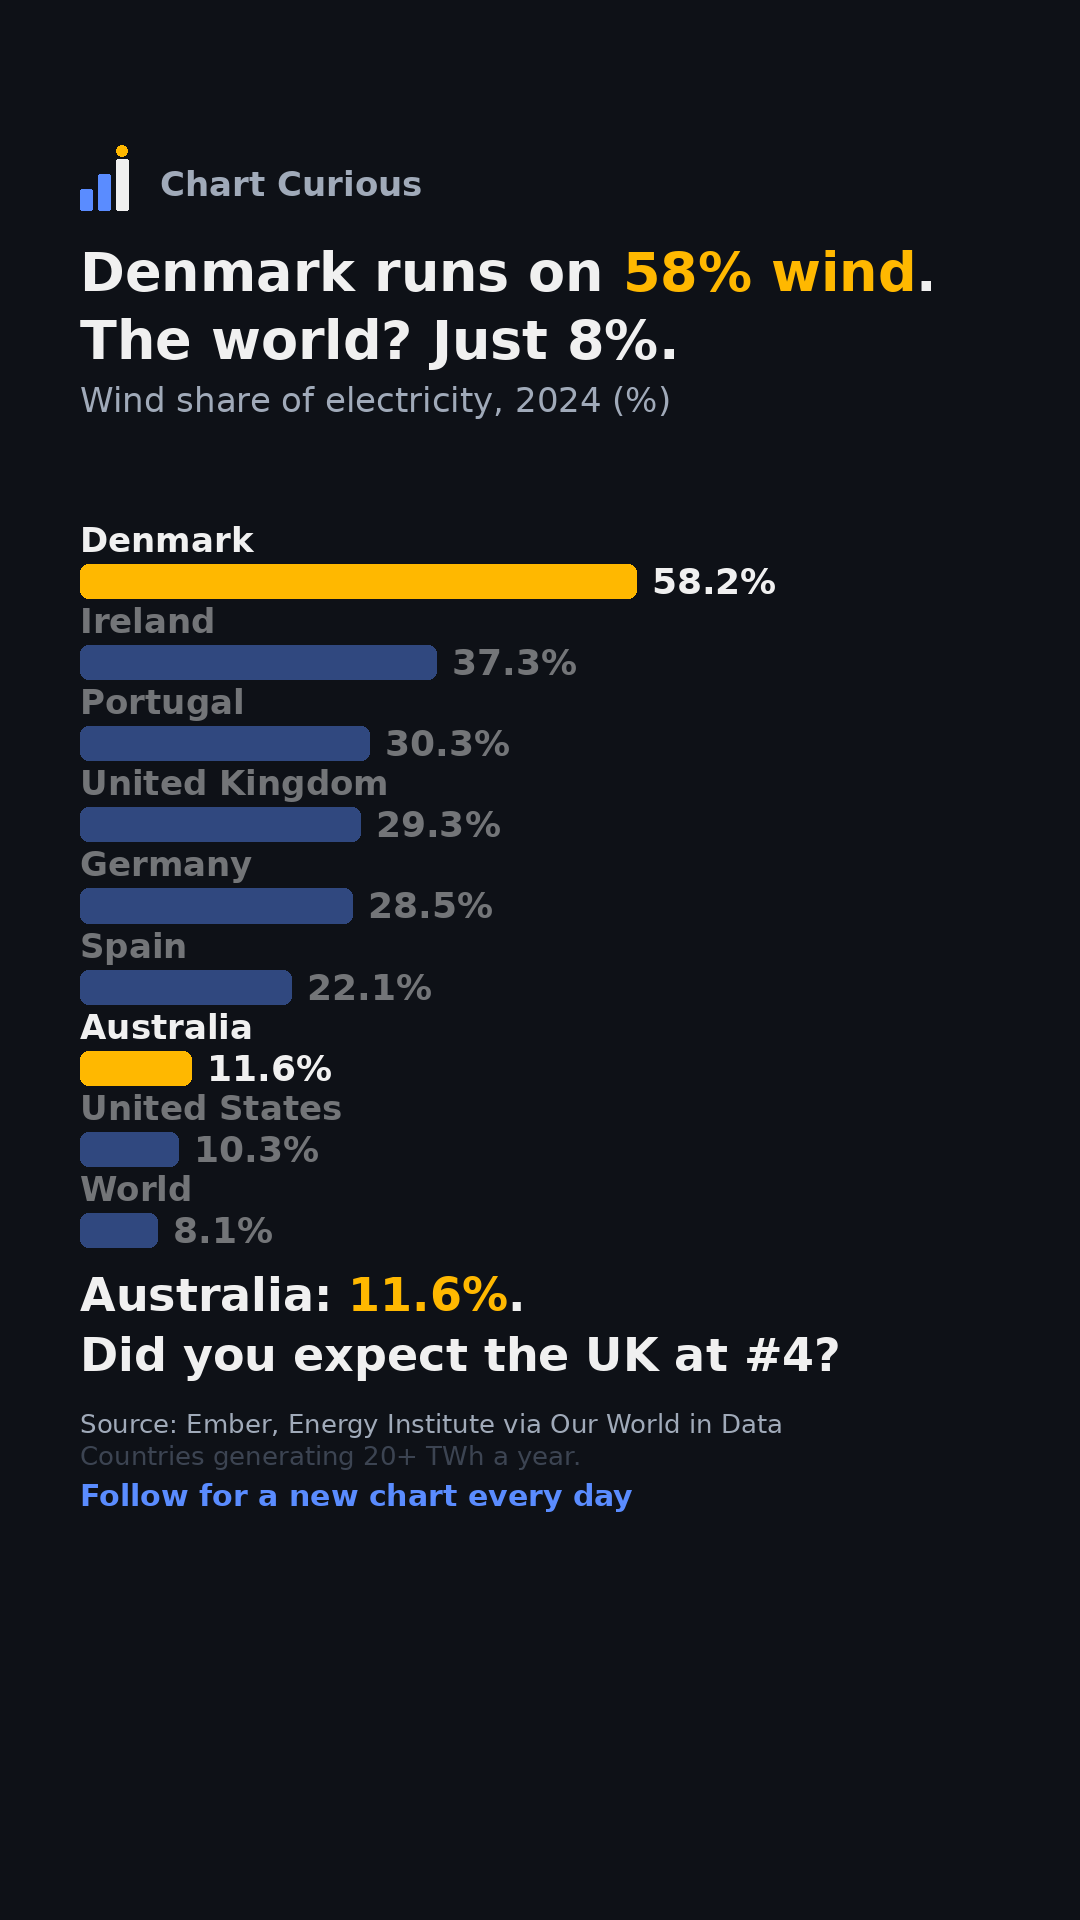 Chart Curious
Denmark runs on 58% wind.
The world? Just 8%.
Wind share of electricity, 2024 (%)
Denmark
58.2%
Ireland
37.3%
Portugal
30.3%
United Kingdom
29.3%
Germany
28.5%
Spain
22.1%
Australia
11.6%
United States
10.3%
World
8.1%
Australia: 11.6%.
Did you expect the UK at #4?
Source: Ember, Energy Institute via Our World in Data
Countries generating 20+ TWh a year.
Follow for a new chart every day